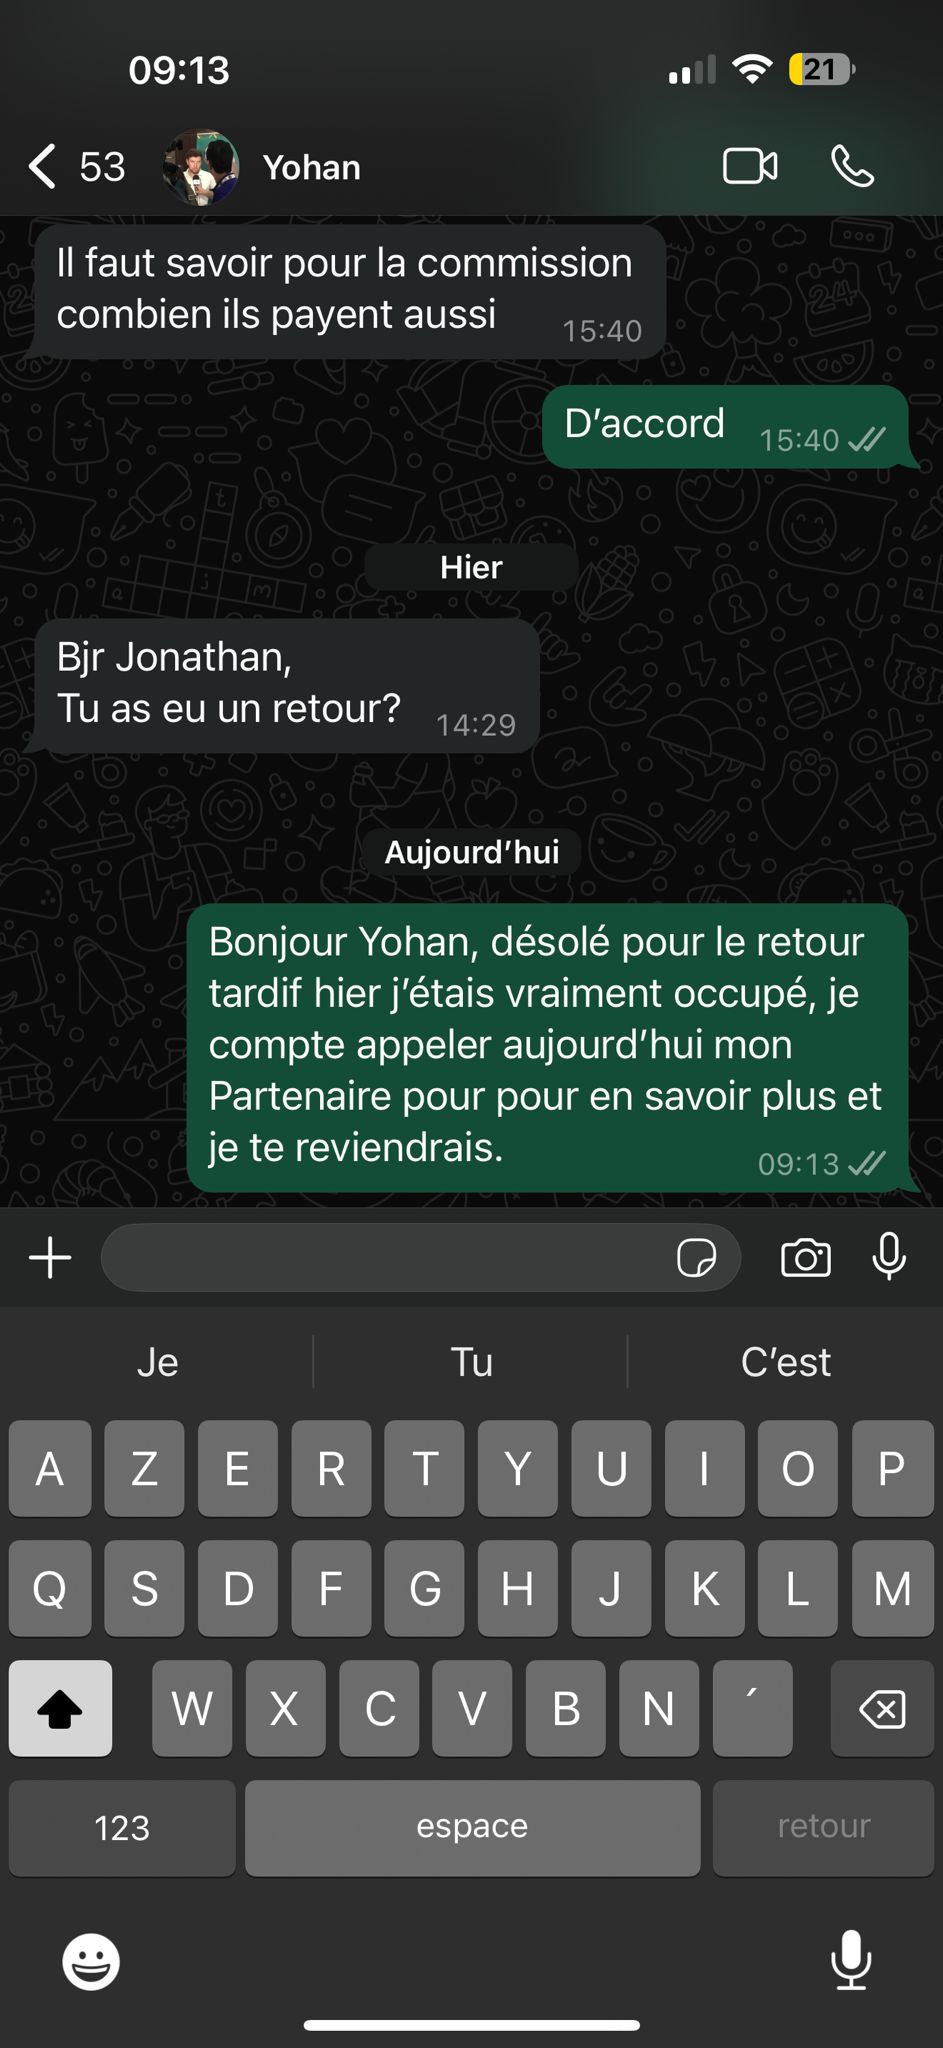 09:13
21
53
Yohan
Il faut savoir pour la commission
combien ils payent aussi
15:40
D’accord
15:40
Hier
Bjr Jonathan,
Tu as eu un retour?
14:29
Aujourd’hui
Bonjour Yohan, désolé pour le retour
tardif hier j’étais vraiment occupé, je
compte appeler aujourd’hui mon
Partenaire pour pour en savoir plus et
je te reviendrais.
09:13
Je Tu C’est
A Z E R T Y U I O P
Q S D F G H J K L M
W X C V B N ´
123 espace retour